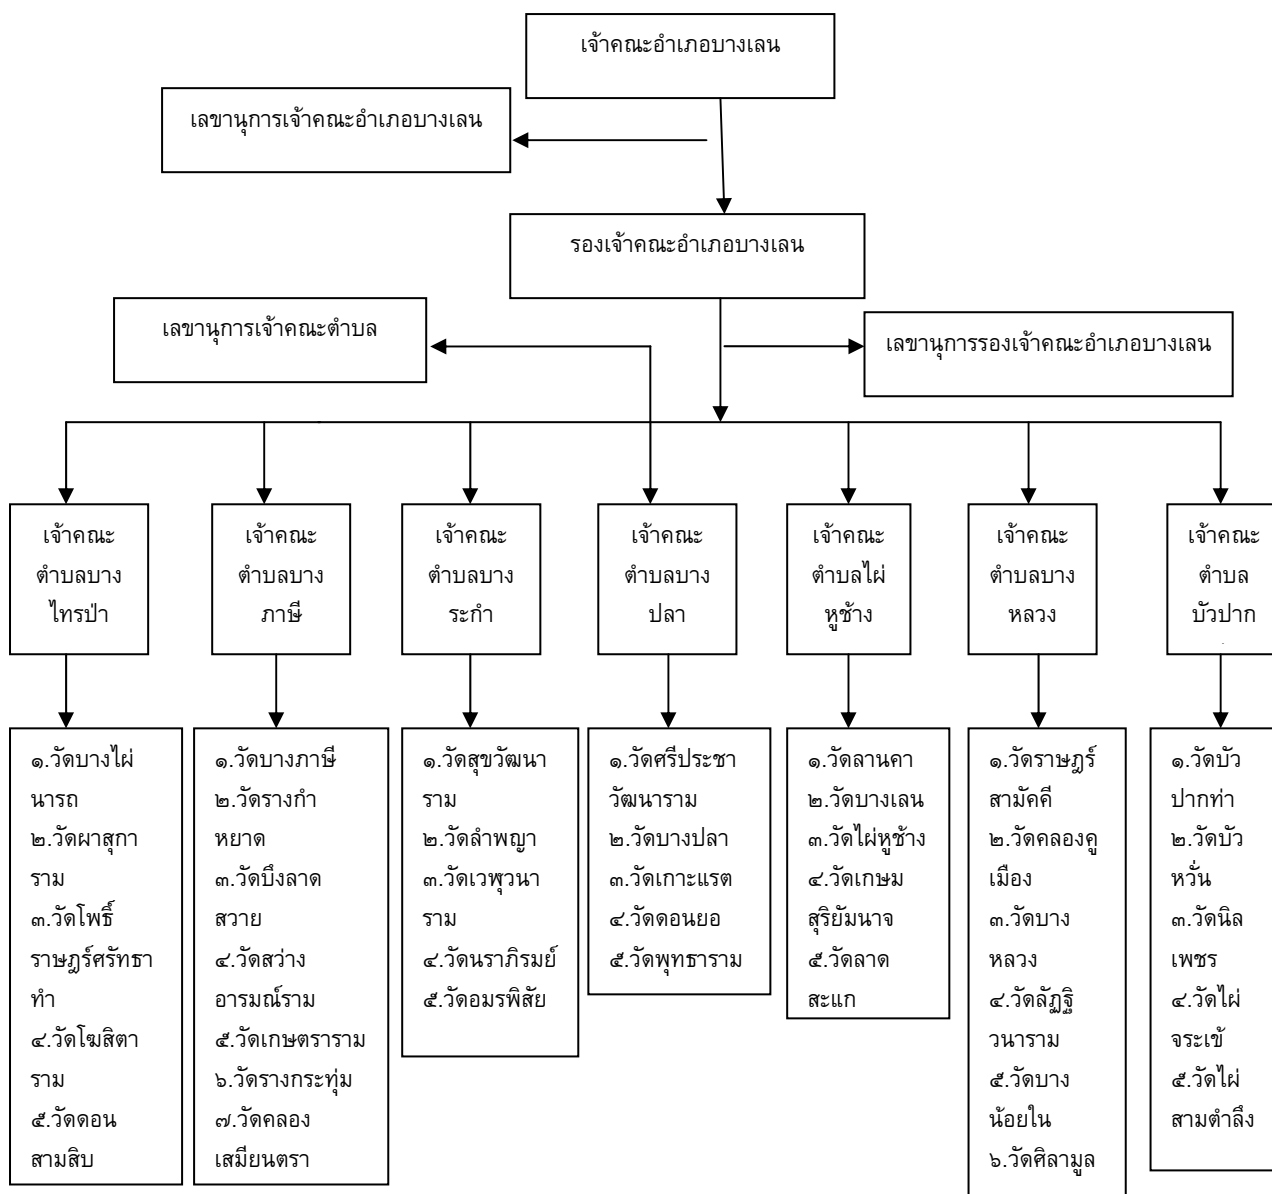 เจ้าคณะอำเภอบางเลน
เลขานุการเจ้าคณะอำเภอบางเลน
รองเจ้าคณะอำเภอบางเลน
เลขานุการเจ้าคณะตำบล
เลขานุการรองเจ้าคณะอำเภอบางเลน
เจ้าคณะ
ตำบลบาง
ไทรป่า
เจ้าคณะ
ตำบลบาง
ภาษี
เจ้าคณะ
ตำบลบาง
ระกำ
เจ้าคณะ
ตำบลบาง
ปลา
เจ้าคณะ
ตำบลไผ่
หูช้าง
เจ้าคณะ
ตำบลบาง
หลวง
เจ้าคณะ
ตำบล
บัวปาก
๑.วัดบางไผ่
นารถ
๒.วัดผาสุกา
ราม
๓.วัดโพธิ์
ราษฎร์ศรัทธา
ทำ
๔.วัดโฆสิตา
ราม
๕.วัดดอน
สามสิบ
๑.วัดบางภาษี
๒.วัดรางกำ
หยาด
๓.วัดบึงลาด
สวาย
๔.วัดสว่าง
อารมณ์ราม
๕.วัดเกษตราราม
๖.วัดรางกระทุ่ม
๗.วัดคลอง
เสมียนตรา
๑.วัดสุขวัฒนา
ราม
๒.วัดลำพญา
๓.วัดเวฬุวนา
ราม
๔.วัดนราภิรมย์
๕.วัดอมรพิสัย
๑.วัดศรีประชา
วัฒนาราม
๒.วัดบางปลา
๓.วัดเกาะแรต
๔.วัดดอนยอ
๕.วัดพุทธาราม
๑.วัดลานคา
๒.วัดบางเลน
๓.วัดไผ่หูช้าง
๔.วัดเกษม
สุริยัมนาจ
๕.วัดลาด
สะแก
๑.วัดราษฎร์
สามัคคี
๒.วัดคลองคู
เมือง
๓.วัดบาง
หลวง
๔.วัดลัฏฐิ
วนาราม
๕.วัดบาง
น้อยใน
๖.วัดศิลามูล
๑.วัดบัว
ปากท่า
๒.วัดบัว
หวั่น
๓.วัดนิล
เพชร
๔.วัดไผ่
จระเข้
๕.วัดไผ่
สามตำลึง